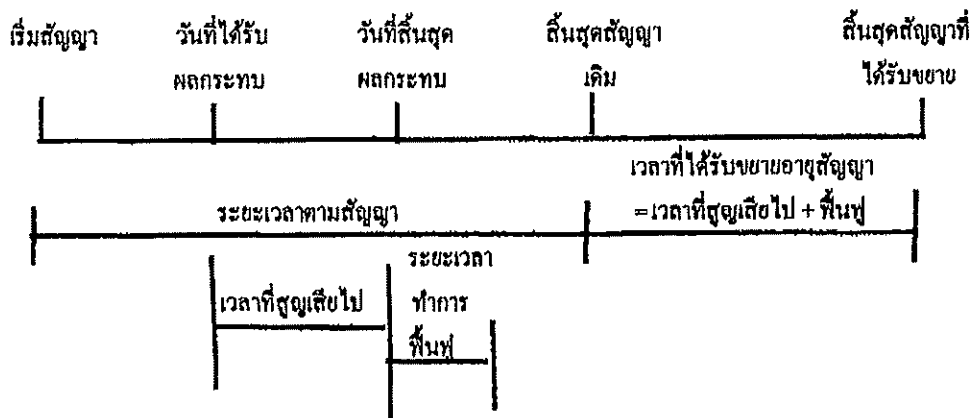 เริ่มสัญญา
วันที่ได้รับ
ผลกระทบ
วันที่สิ้นสุด
ผลกระทบ
สิ้นสุดสัญญา
เดิม
สิ้นสุดสัญญาที่
ได้รับขยาย
เวลาที่ได้รับขยายอายุสัญญา
=เวลาที่สูญเสียไป + ฟื้นฟู
ระยะเวลาตามสัญญา
เวลาที่สูญเสียไป
ระยะเวลา
ทำการ
ฟื้นฟู